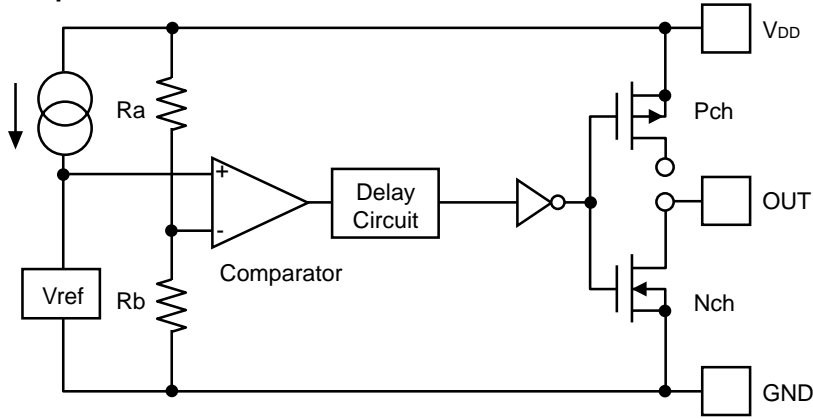 VDD
Ra
Pch
+
Delay
Circuit
OUT
-
Comparator
Vref
Rb
Nch
GND